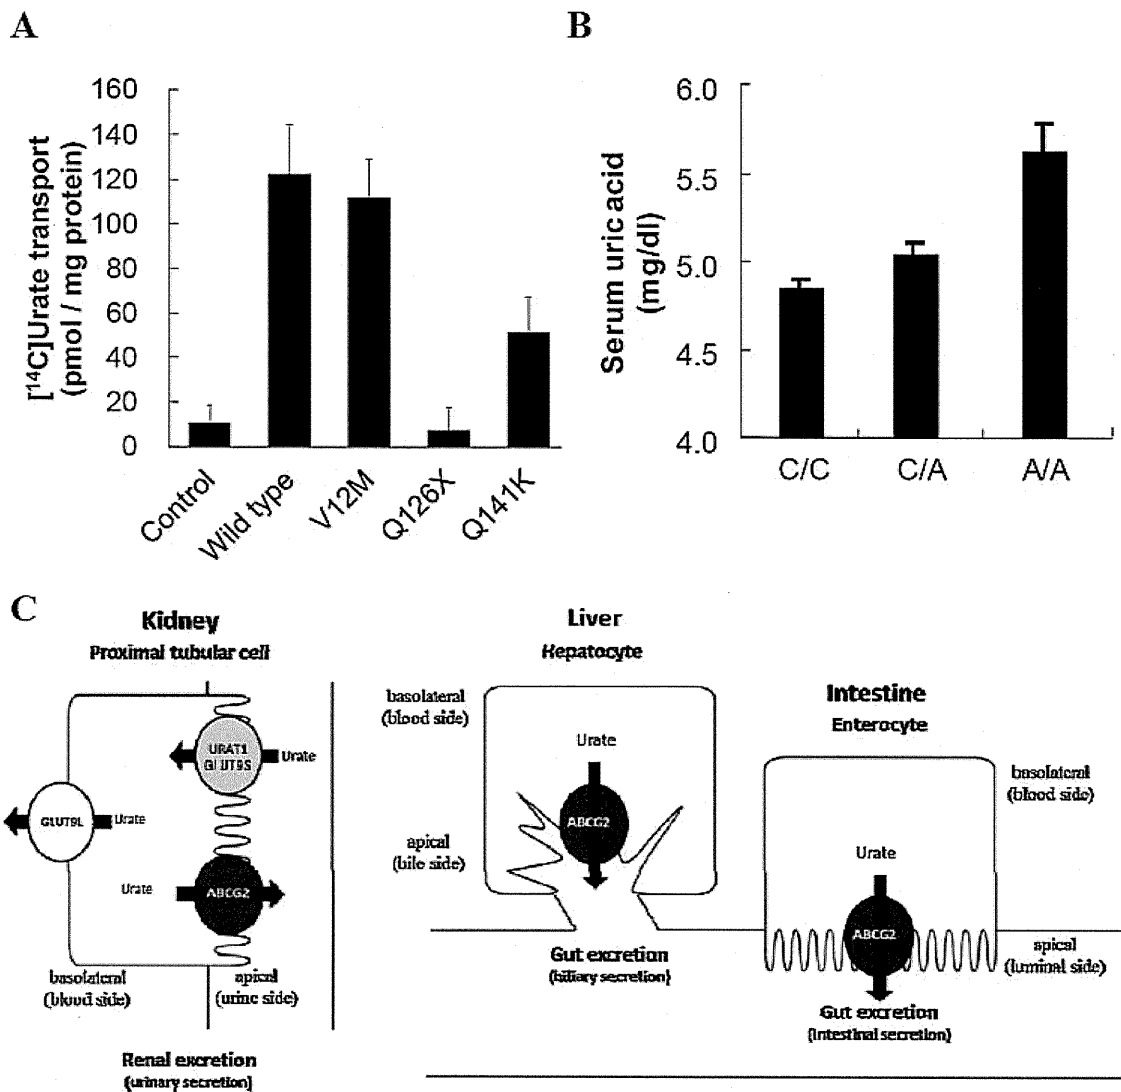 A
B
160
140
120
100
80
60
40
20
0
[14C]Urate transport
(pmol / mg protein)
Control
Wild type
V12M
Q126X
Q141K
6.0
5.5
5.0
4.5
4.0
Serum uric acid
(mg/dl)
C/C
C/A
A/A
C
Kidney
Proximal tubular cell
URAT1
GLUT9S
Urate
GLUT9L
Urate
Urate
ABCG2
basolateral
(blood side)
apical
(urine side)
Renal excretion
(urinary secretion)
Liver
Hepatocyte
basolateral
(blood side)
Urate
ABCG2
apical
(bile side)
Gut excretion
(biliary secretion)
Intestine
Enterocyte
basolateral
(blood side)
Urate
ABCG2
apical
(luminal side)
Gut excretion
(intestinal secretion)